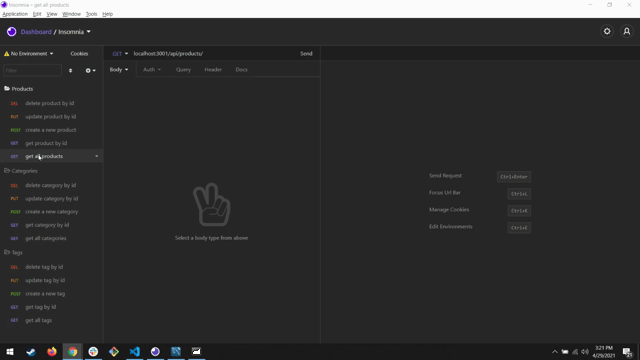 Insomnia – get all products
Application Edit View Window Tools Help
Dashboard / Insomnia
No Environment Cookies
GET localhost:3001/api/products/ Send
Filter
Body Auth Query Header Docs
Products
DEL delete product by id
PUT update product by id
POST create a new product
GET get product by id
GET get all products
Categories
DEL delete category by id
PUT update category by id
POST create a new category
GET get category by id
GET get all categories
Tags
DEL delete tag by id
PUT update tag by id
POST create a new tag
GET get tag by id
GET get all tags
Select a body type from above
Send Request Ctrl+Enter
Focus Url Bar Ctrl+L
Manage Cookies Ctrl+K
Edit Environments Ctrl+E
3:21 PM
4/29/2021